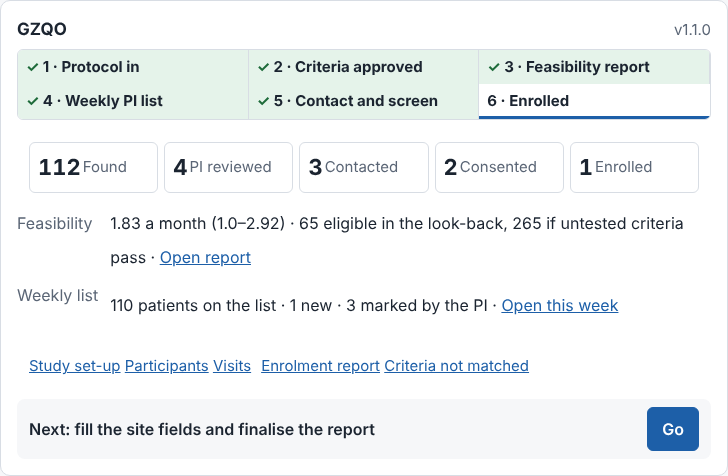 GZQO v1.1.0
✓ 1 · Protocol in ✓ 2 · Criteria approved ✓ 3 · Feasibility report
✓ 4 · Weekly PI list ✓ 5 · Contact and screen 6 · Enrolled
112 Found 4 PI reviewed 3 Contacted 2 Consented 1 Enrolled
Feasibility 1.83 a month (1.0–2.92) · 65 eligible in the look-back, 265 if untested criteria
pass · Open report
Weekly list 110 patients on the list · 1 new · 3 marked by the PI · Open this week
Study set-up Participants Visits Enrolment report Criteria not matched
Next: fill the site fields and finalise the report Go